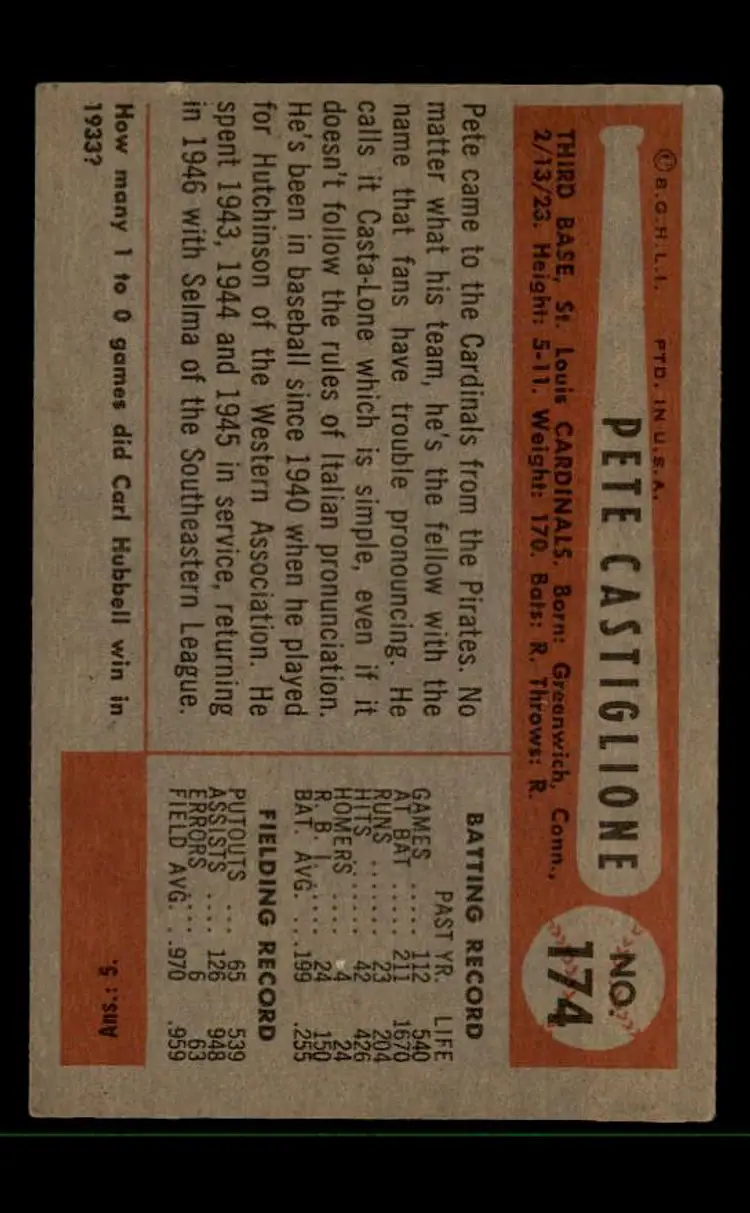 © B.G.H.L.I. PTD. IN U.S.A.
PETE CASTIGLIONE
NO.
174
THIRD BASE, St. Louis CARDINALS. Born: Greenwich, Conn.,
2/13/23. Height: 5-11. Weight: 170. Bats: R. Throws: R.
Pete came to the Cardinals from the Pirates. No
matter what his team, he's the fellow with the
name that fans have trouble pronouncing. He
calls it Casta-Lone which is simple, even if it
doesn't follow the rules of Italian pronunciation.
He's been in baseball since 1940 when he played
for Hutchinson of the Western Association. He
spent 1943, 1944 and 1945 in service, returning
in 1946 with Selma of the Southeastern League.
BATTING RECORD
PAST YR. LIFE
GAMES ..... 112 540
AT BAT ..... 211 1670
RUNS ....... 23 204
HITS ....... 42 426
HOMERS ..... 4 24
R. B. I. .... 24 150
BAT. AVG. ...199 .255
FIELDING RECORD
PUTOUTS ... 65 539
ASSISTS .... 126 948
ERRORS ..... 6 63
FIELD AVG. ..970 .959
How many 1 to 0 games did Carl Hubbell win in
1933?
Ans.: 5.